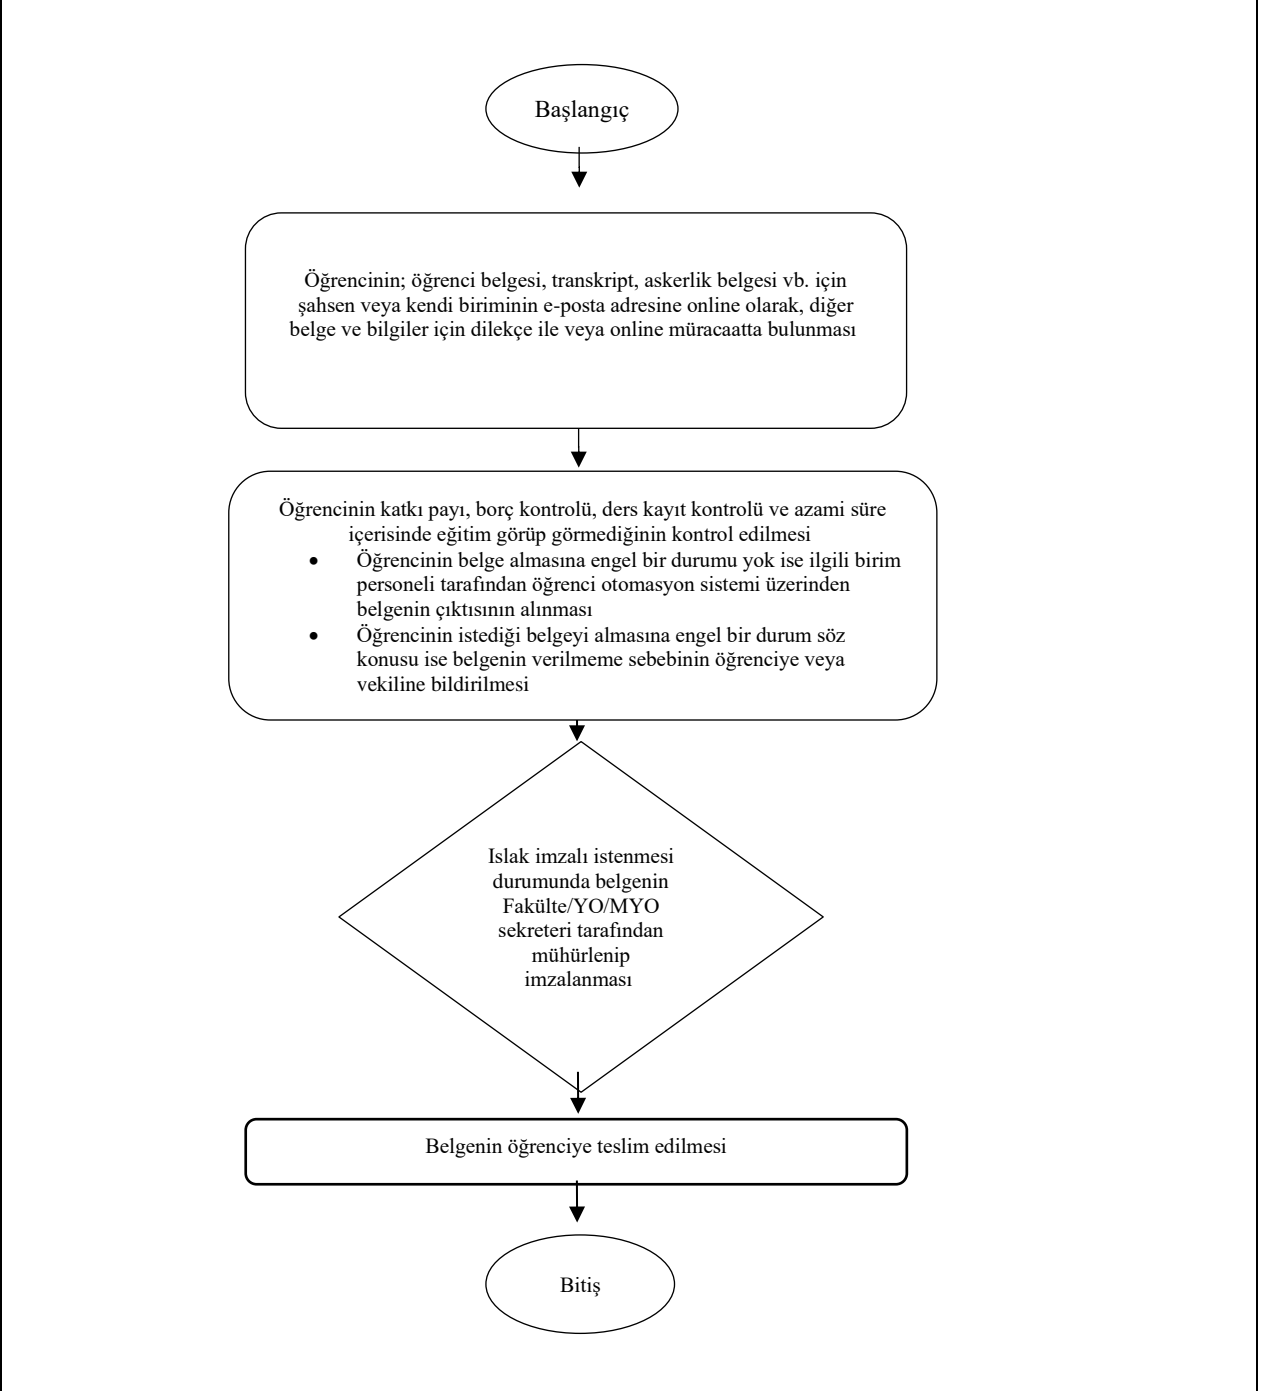 Başlangıç
Öğrencinin; öğrenci belgesi, transkript, askerlik belgesi vb. için
şahsen veya kendi biriminin e-posta adresine online olarak, diğer
belge ve bilgiler için dilekçe ile veya online müracaatta bulunması
Öğrencinin katkı payı, borç kontrolü, ders kayıt kontrolü ve azami süre
içerisinde eğitim görüp görmediğinin kontrol edilmesi
• Öğrencinin belge almasına engel bir durumu yok ise ilgili birim
personeli tarafından öğrenci otomasyon sistemi üzerinden
belgenin çıktısının alınması
• Öğrencinin istediği belgeyi almasına engel bir durum söz
konusu ise belgenin verilmeme sebebinin öğrenciye veya
vekiline bildirilmesi
Islak imzalı istenmesi
durumunda belgenin
Fakülte/YO/MYO
sekreteri tarafından
mühürlenip
imzalanması
Belgenin öğrenciye teslim edilmesi
Bitiş